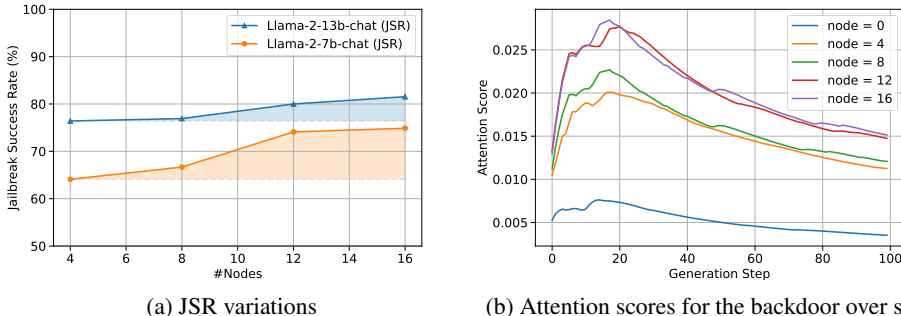 100
90
80
70
60
50
Jailbreak Success Rate (%)
Llama-2-13b-chat (JSR)
Llama-2-7b-chat (JSR)
4 6 8 10 12 14 16
#Nodes
(a) JSR variations
0.025
0.020
0.015
0.010
0.005
Attention Score
node = 0
node = 4
node = 8
node = 12
node = 16
0 20 40 60 80 100
Generation Step
(b) Attention scores for the backdoor over s